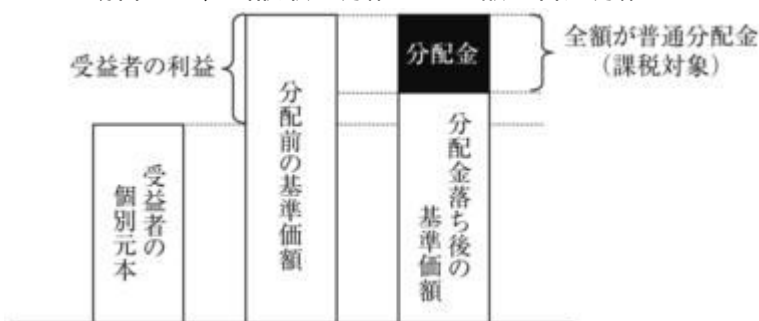 受益者の利益
受益者の
個別元本
分配前の基準価額
分配金
分配金落ち後の
基準価額
全額が普通分配金
（課税対象）